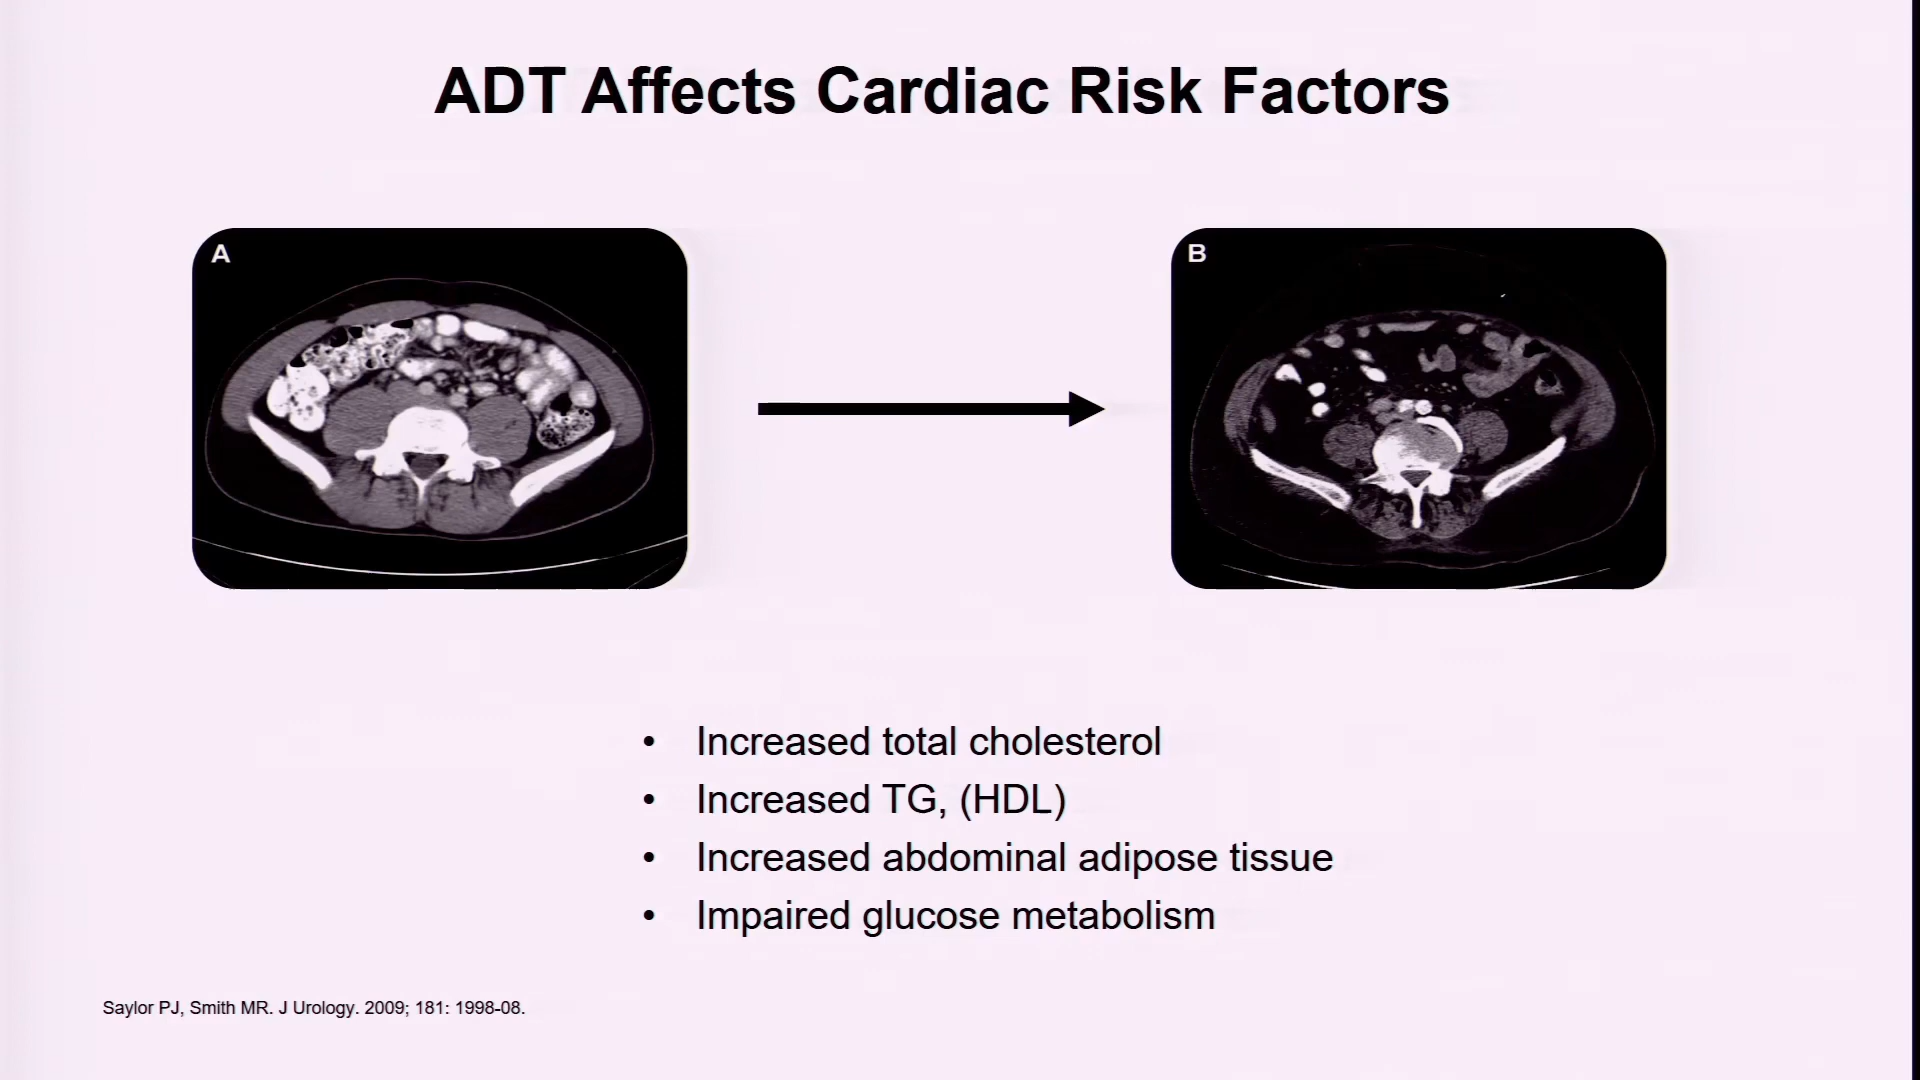 ADT Affects Cardiac Risk Factors
A
B
• Increased total cholesterol
• Increased TG, (HDL)
• Increased abdominal adipose tissue
• Impaired glucose metabolism
Saylor PJ, Smith MR. J Urology. 2009; 181: 1998-08.